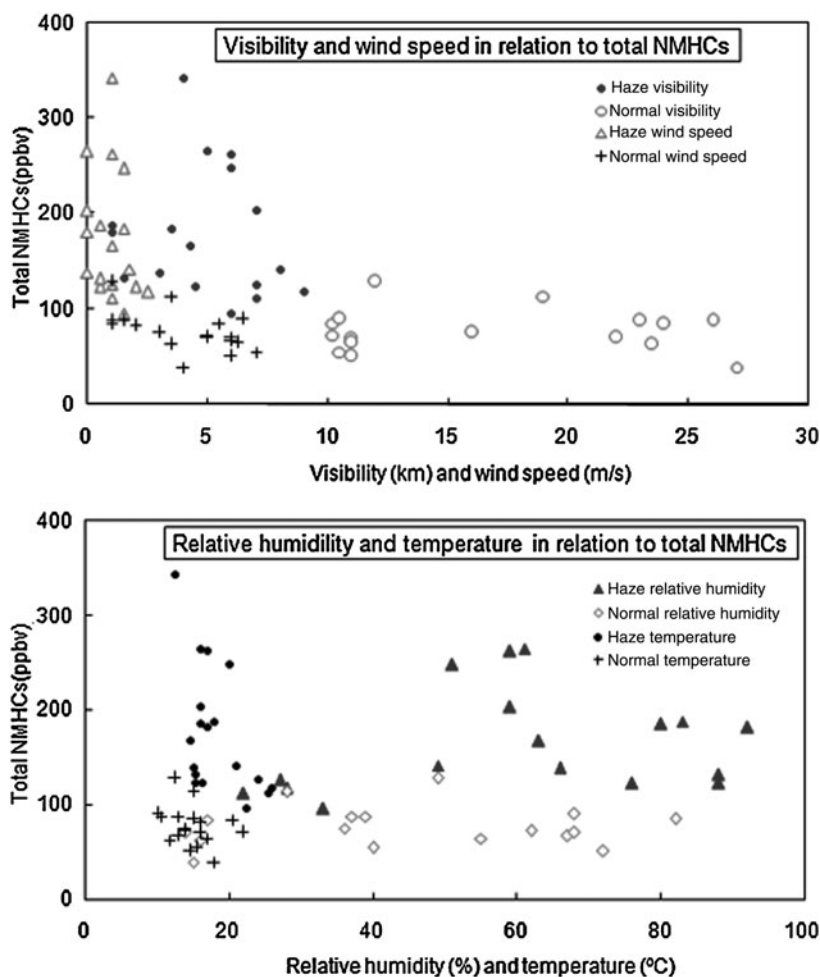 Visibility and wind speed in relation to total NMHCs
Haze visibility
Normal visibility
Haze wind speed
Normal wind speed
Total NMHCs(ppbv)
400
300
200
100
0
0 5 10 15 20 25 30
Visibility (km) and wind speed (m/s)
Relative humidility and temperature in relation to total NMHCs
Haze relative humidity
Normal relative humidity
Haze temperature
Normal temperature
Total NMHCs(ppbv)
400
300
200
100
0
0 20 40 60 80 100
Relative humidity (%) and temperature (ºC)